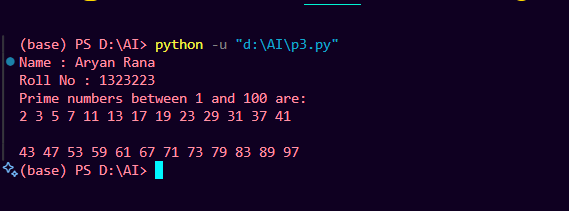 (base) PS D:\AI> python -u "d:\AI\p3.py"
Name : Aryan Rana
Roll No : 1323223
Prime numbers between 1 and 100 are:
2 3 5 7 11 13 17 19 23 29 31 37 41
43 47 53 59 61 67 71 73 79 83 89 97
(base) PS D:\AI>